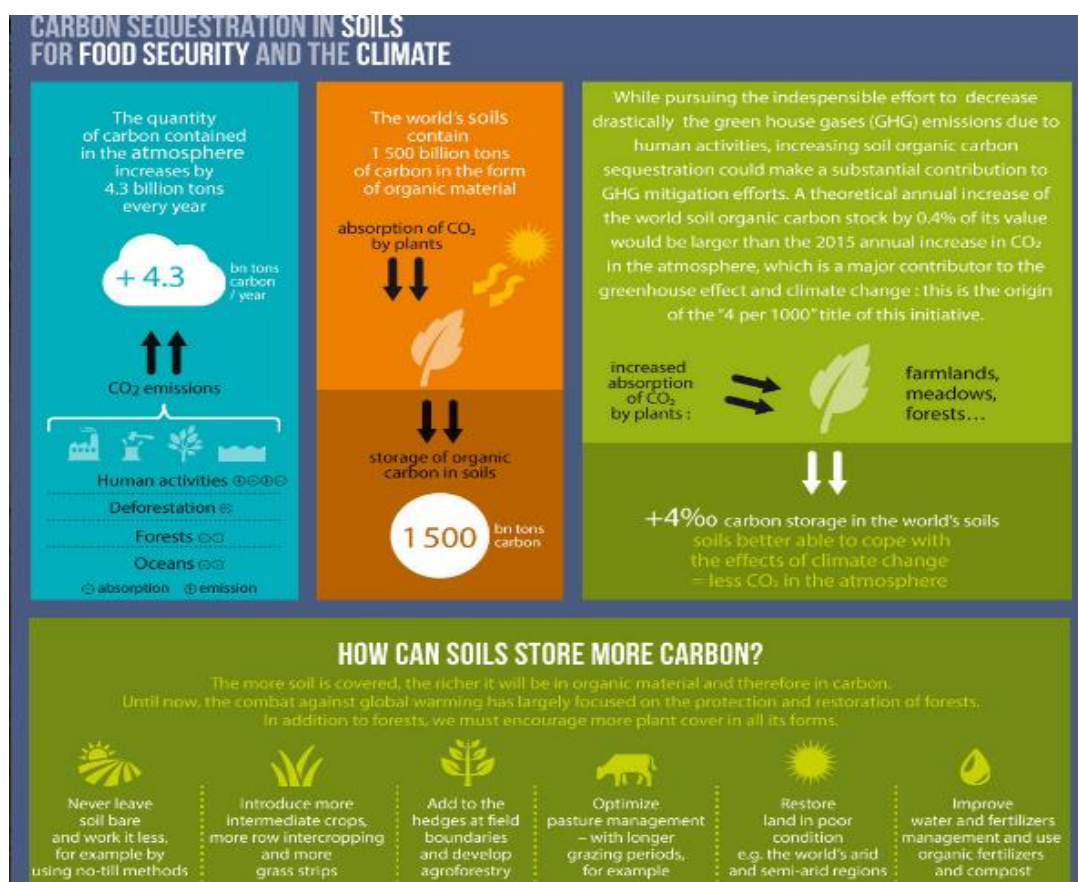 CARBON SEQUESTRATION IN SOILS
FOR FOOD SECURITY AND THE CLIMATE
The quantity
of carbon contained
in the atmosphere
increases by
4.3 billion tons
every year
+ 4.3
bn tons
carbon
/ year
CO₂ emissions
Human activities
Deforestation
Forests
Oceans
absorption
emission
The world's soils
contain
1 500 billion tons
of carbon in the form
of organic material
absorption of CO₂
by plants
storage of organic
carbon in soils
1 500
bn tons
carbon
While pursuing the indespensible effort to decrease
drastically the green house gases (GHG) emissions due to
human activities, increasing soil organic carbon
sequestration could make a substantial contribution to
GHG mitigation efforts. A theoretical annual increase of
the world soil organic carbon stock by 0.4% of its value
would be larger than the 2015 annual increase in CO₂
in the atmosphere, which is a major contributor to the
greenhouse effect and climate change : this is the origin
of the "4 per 1000" title of this initiative.
increased
absorption
of CO₂
by plants :
farmlands,
meadows,
forests...
+4‰ carbon storage in the world's soils
soils better able to cope with
the effects of climate change
= less CO₂ in the atmosphere
HOW CAN SOILS STORE MORE CARBON?
The more soil is covered, the richer it will be in organic material and therefore in carbon.
Until now, the combat against global warming has largely focused on the protection and restoration of forests.
In addition to forests, we must encourage more plant cover in all its forms.
Never leave
soil bare
and work it less,
for example by
using no-till methods
Introduce more
intermediate crops,
more row intercropping
and more
grass strips
Add to the
hedges at field
boundaries
and develop
agroforestry
Optimize
pasture management
– with longer
grazing periods,
for example
Restore
land in poor
condition
e.g. the world's arid
and semi-arid regions
Improve
water and fertilizers
management and use
organic fertilizers
and compost